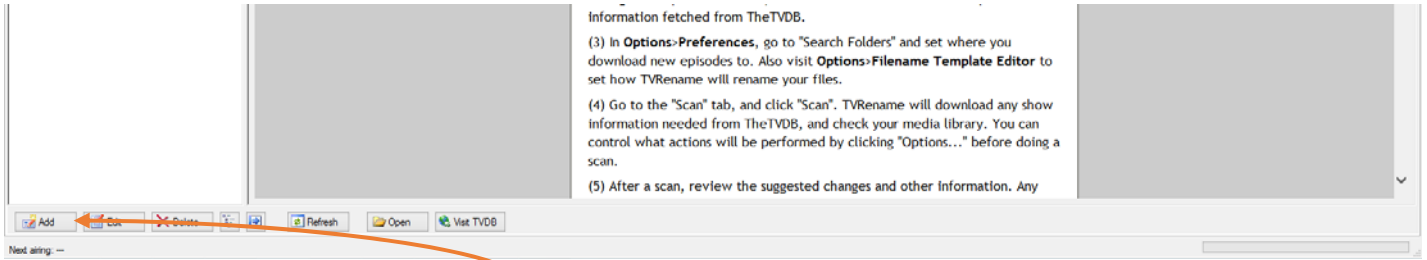 information fetched from TheTVDB.
(3) In Options>Preferences, go to "Search Folders" and set where you
download new episodes to. Also visit Options>Filename Template Editor to
set how TVRename will rename your files.
(4) Go to the "Scan" tab, and click "Scan". TVRename will download any show
information needed from TheTVDB, and check your media library. You can
control what actions will be performed by clicking "Options..." before doing a
scan.
(5) After a scan, review the suggested changes and other information. Any
Add Edit Delete Refresh Open Visit TVDB
Next airing: —